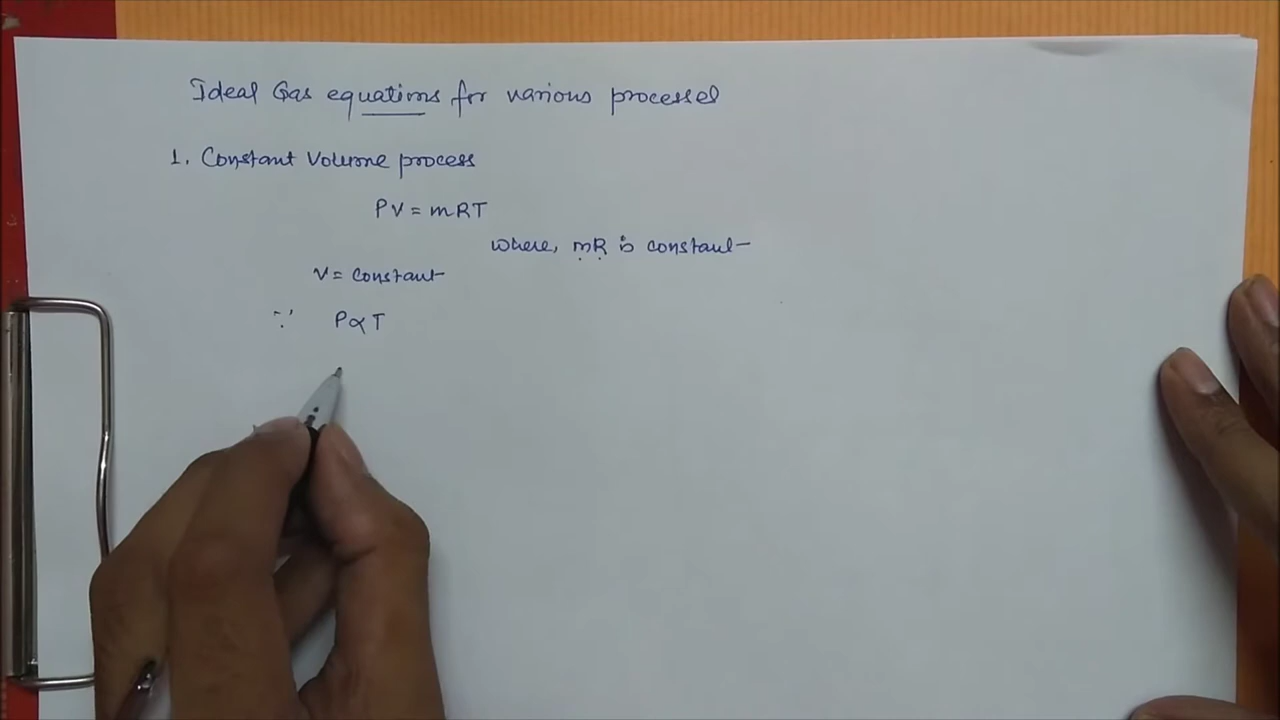 Ideal Gas equations for various processes
1. Constant Volume process
PV = mRT
where, mR is constant
V = constant
∵ P ∝ T